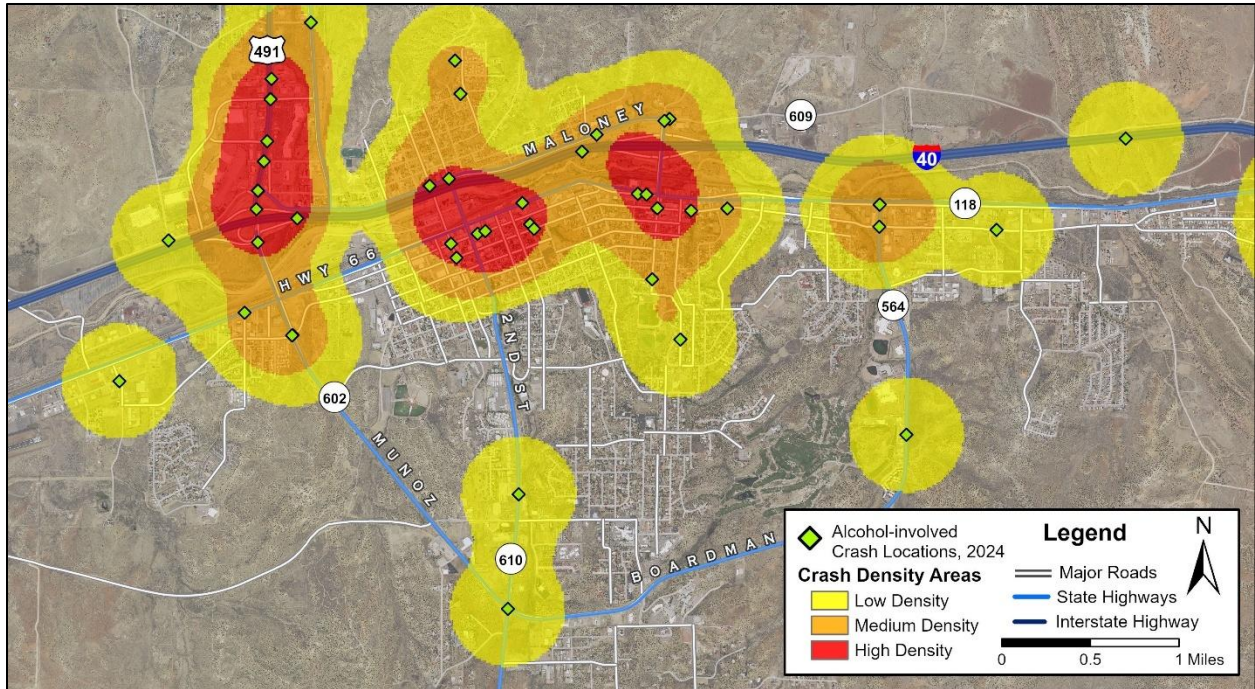 491
609
MALONEY
40
118
HWY 66
564
2ND ST
602
MUNOZ
610
BOARDMAN
Alcohol-involved
Crash Locations, 2024
Crash Density Areas
Low Density
Medium Density
High Density
Legend
Major Roads
State Highways
Interstate Highway
N
0 0.5 1 Miles